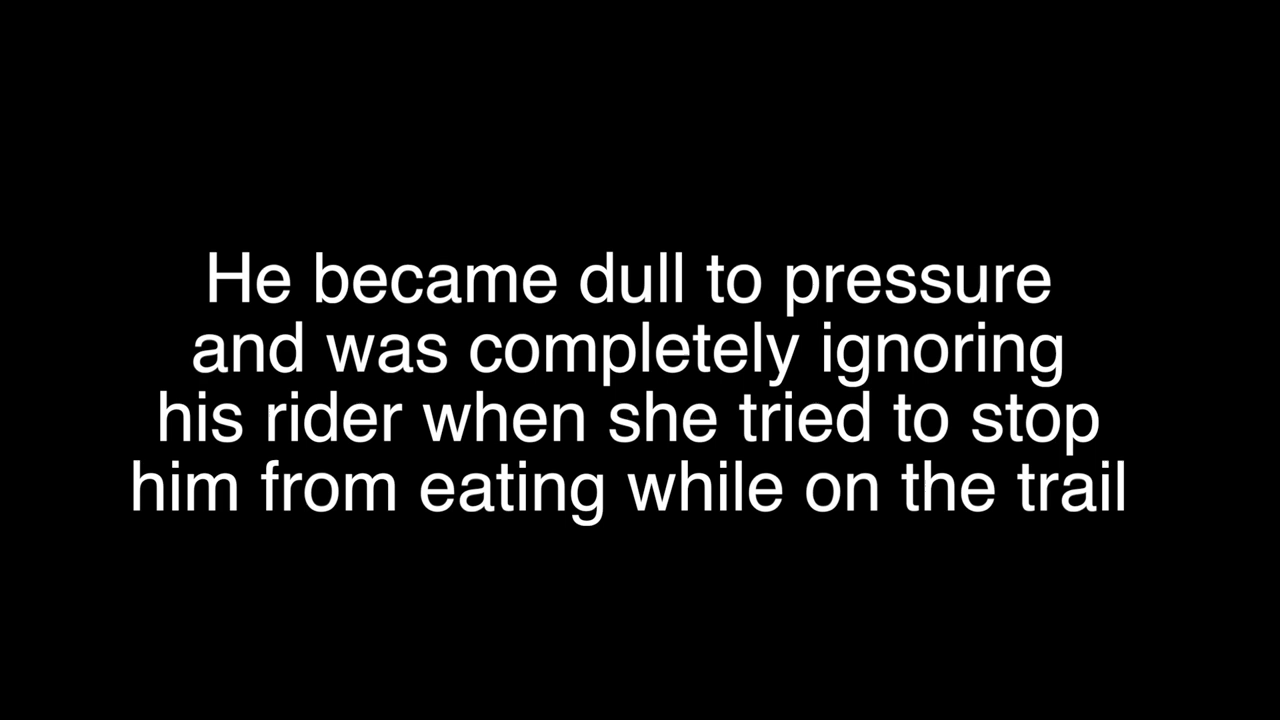 He became dull to pressure
and was completely ignoring
his rider when she tried to stop
him from eating while on the trail